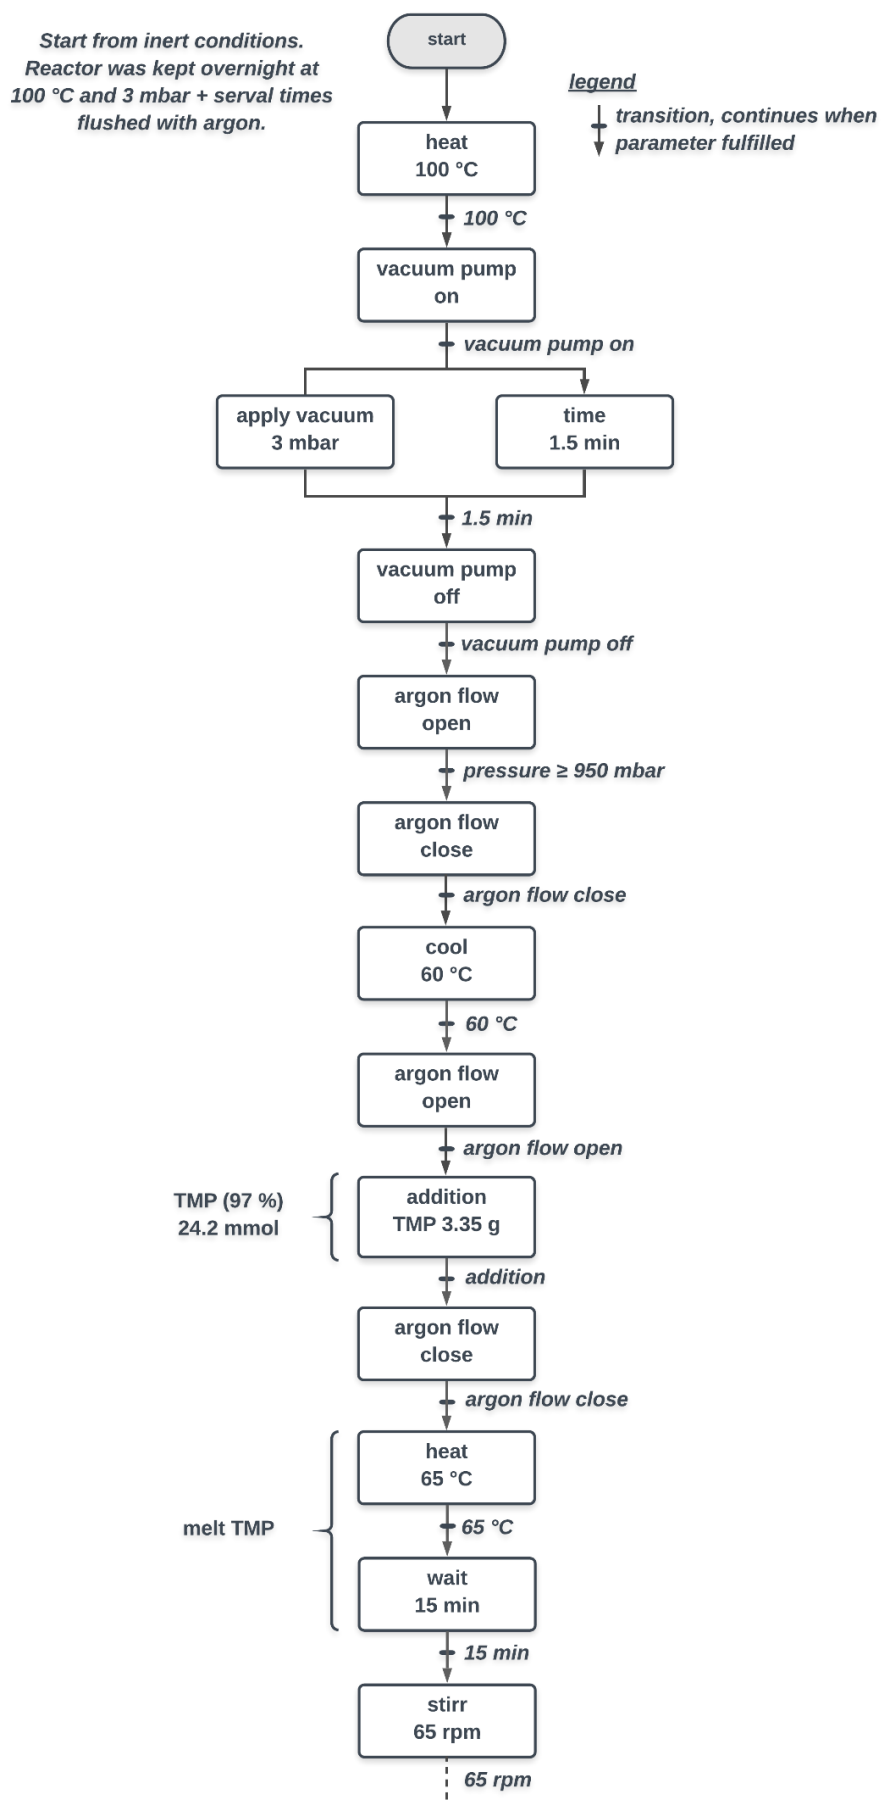 Start from inert conditions.
Reactor was kept overnight at
100 °C and 3 mbar + serval times
flushed with argon.
start
legend
transition, continues when
parameter fulfilled
heat
100 °C
100 °C
vacuum pump
on
vacuum pump on
apply vacuum
3 mbar
time
1.5 min
1.5 min
vacuum pump
off
vacuum pump off
argon flow
open
pressure ≥ 950 mbar
argon flow
close
argon flow close
cool
60 °C
60 °C
argon flow
open
argon flow open
TMP (97 %)
24.2 mmol
addition
TMP 3.35 g
addition
argon flow
close
argon flow close
heat
65 °C
melt TMP
65 °C
wait
15 min
15 min
stirr
65 rpm
65 rpm